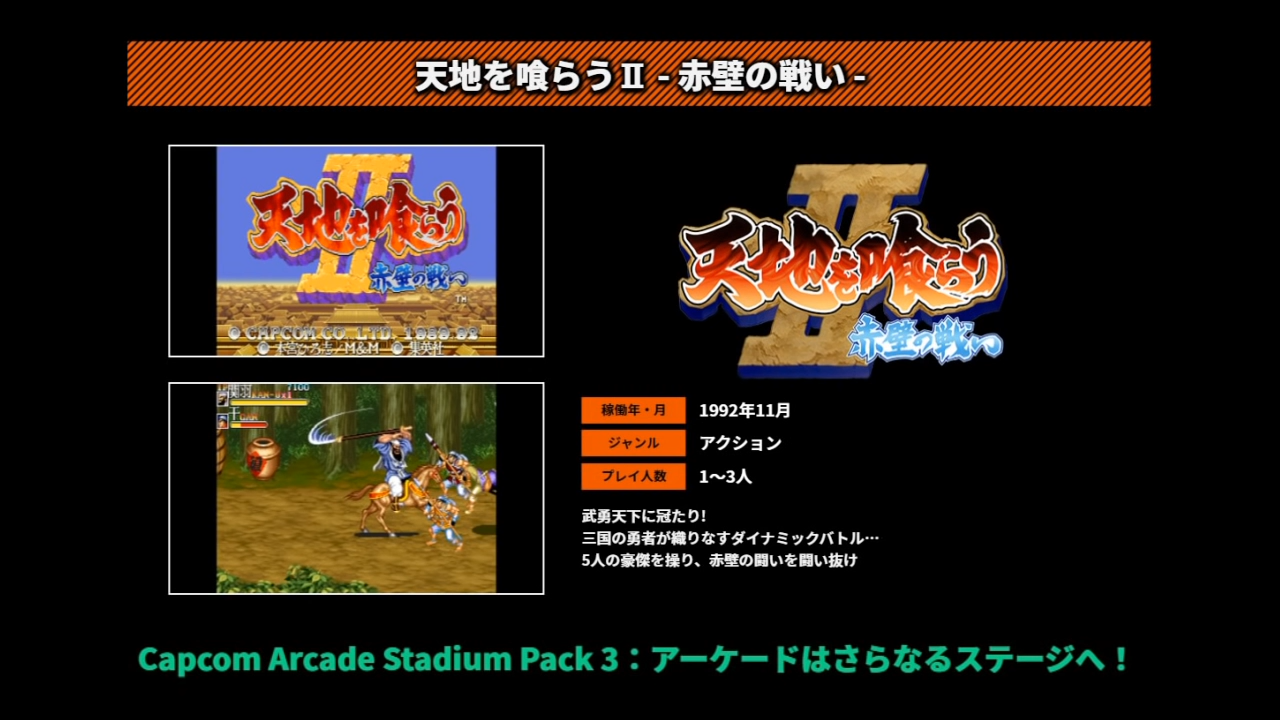 天地を喰らうⅡ - 赤壁の戦い -
Ⅱ
天地を喰らう
赤壁の戦い
TM
© CAPCOM CO. LTD. 1989,92
© 本宮ひろ志/M&M © 集英社
Ⅱ
天地を喰らう
赤壁の戦い
7100
稼働年・月 1992年11月
ジャンル アクション
プレイ人数 1〜3人
武勇天下に冠たり!
三国の勇者が織りなすダイナミックバトル…
5人の豪傑を操り、赤壁の闘いを闘い抜け
Capcom Arcade Stadium Pack 3：アーケードはさらなるステージへ！